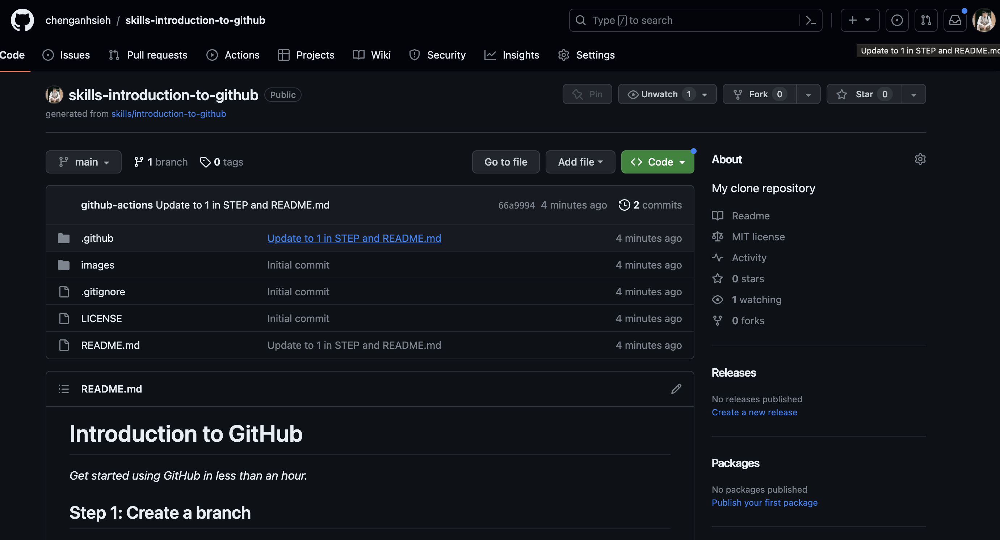 chenganhsieh / skills-introduction-to-github Type / to search
Code Issues Pull requests Actions Projects Wiki Security Insights Settings
Update to 1 in STEP and README.md
skills-introduction-to-github Public Pin Unwatch 1 Fork 0 Star 0
generated from skills/introduction-to-github
main 1 branch 0 tags Go to file Add file Code
github-actions Update to 1 in STEP and README.md 66a9994 4 minutes ago 2 commits
.github Update to 1 in STEP and README.md 4 minutes ago
images Initial commit 4 minutes ago
.gitignore Initial commit 4 minutes ago
LICENSE Initial commit 4 minutes ago
README.md Update to 1 in STEP and README.md 4 minutes ago
README.md
Introduction to GitHub
Get started using GitHub in less than an hour.
Step 1: Create a branch
About
My clone repository
Readme
MIT license
Activity
0 stars
1 watching
0 forks
Releases
No releases published
Create a new release
Packages
No packages published
Publish your first package